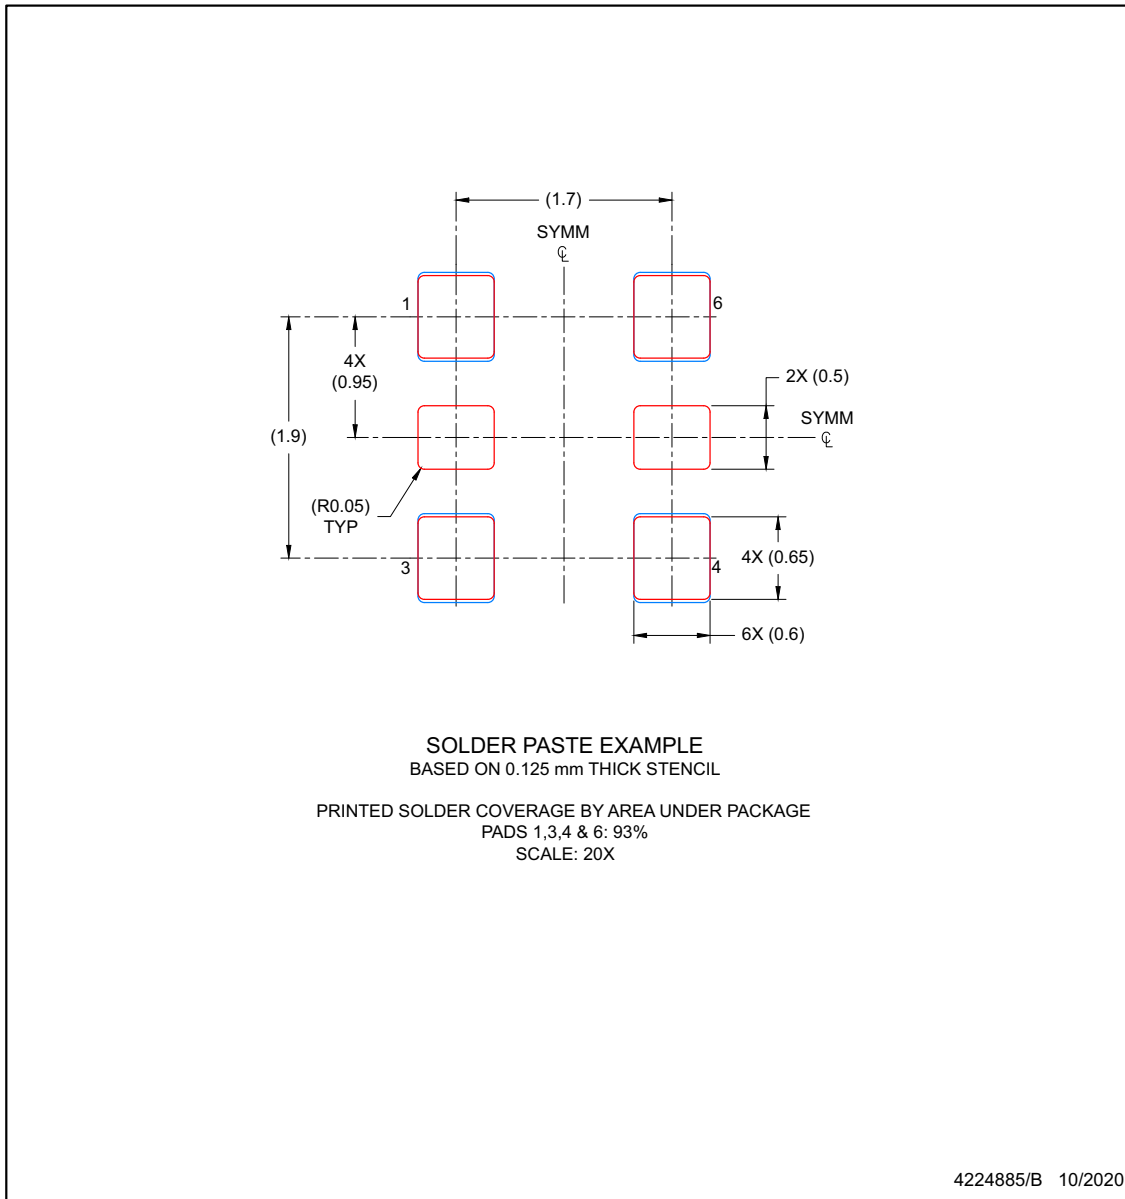 (1.7)
SYMM
℄
1
6
4X
(0.95)
2X (0.5)
SYMM
℄
(1.9)
(R0.05)
TYP
3
4
4X (0.65)
6X (0.6)
SOLDER PASTE EXAMPLE
BASED ON 0.125 mm THICK STENCIL
PRINTED SOLDER COVERAGE BY AREA UNDER PACKAGE
PADS 1,3,4 & 6: 93%
SCALE: 20X
4224885/B 10/2020